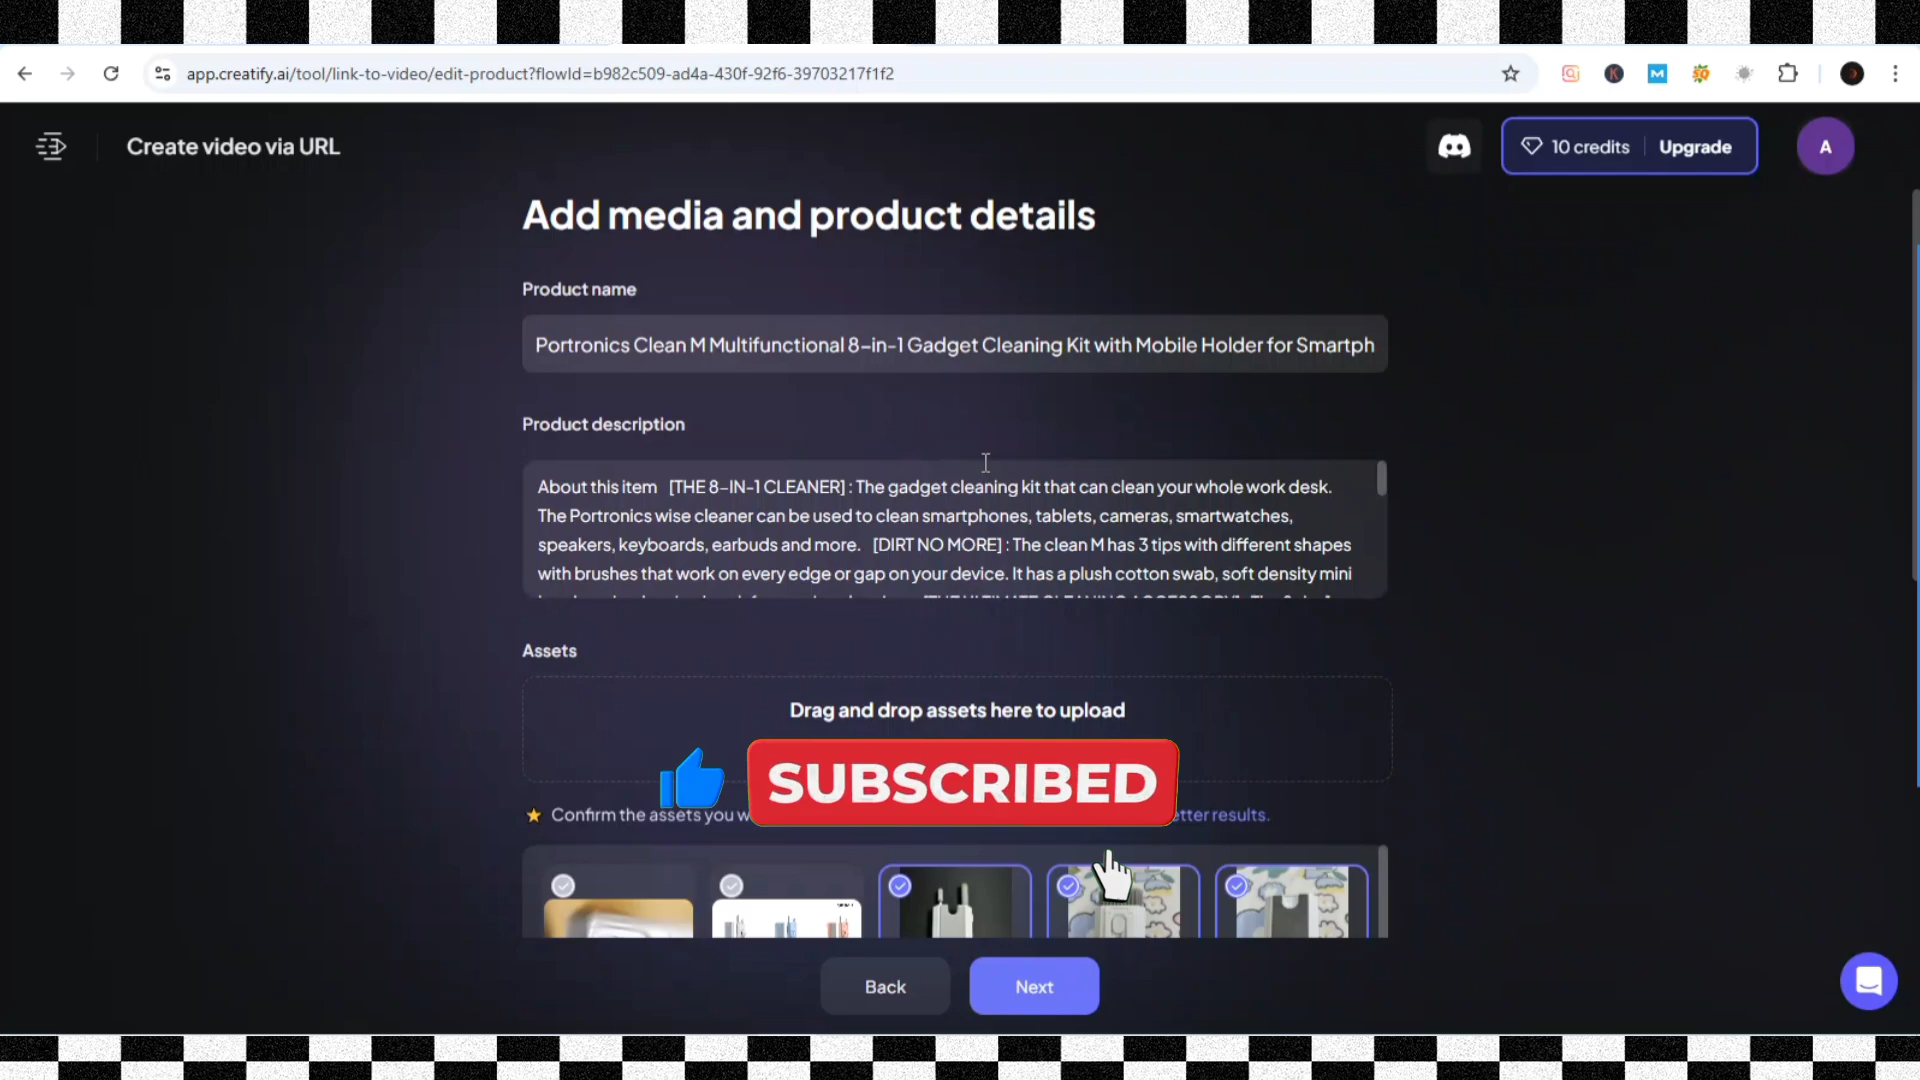 app.creatify.ai/tool/link-to-video/edit-product?flowId=b982c509-ad4a-430f-92f6-39703217f1f2
Create video via URL
10 credits
Upgrade
A
Add media and product details
Product name
Portronics Clean M Multifunctional 8-in-1 Gadget Cleaning Kit with Mobile Holder for Smartph
Product description
About this item [THE 8-IN-1 CLEANER] : The gadget cleaning kit that can clean your whole work desk.
The Portronics wise cleaner can be used to clean smartphones, tablets, cameras, smartwatches,
speakers, keyboards, earbuds and more. [DIRT NO MORE] : The clean M has 3 tips with different shapes
with brushes that work on every edge or gap on your device. It has a plush cotton swab, soft density mini
Assets
Drag and drop assets here to upload
SUBSCRIBED
Confirm the assets you results.
Back
Next